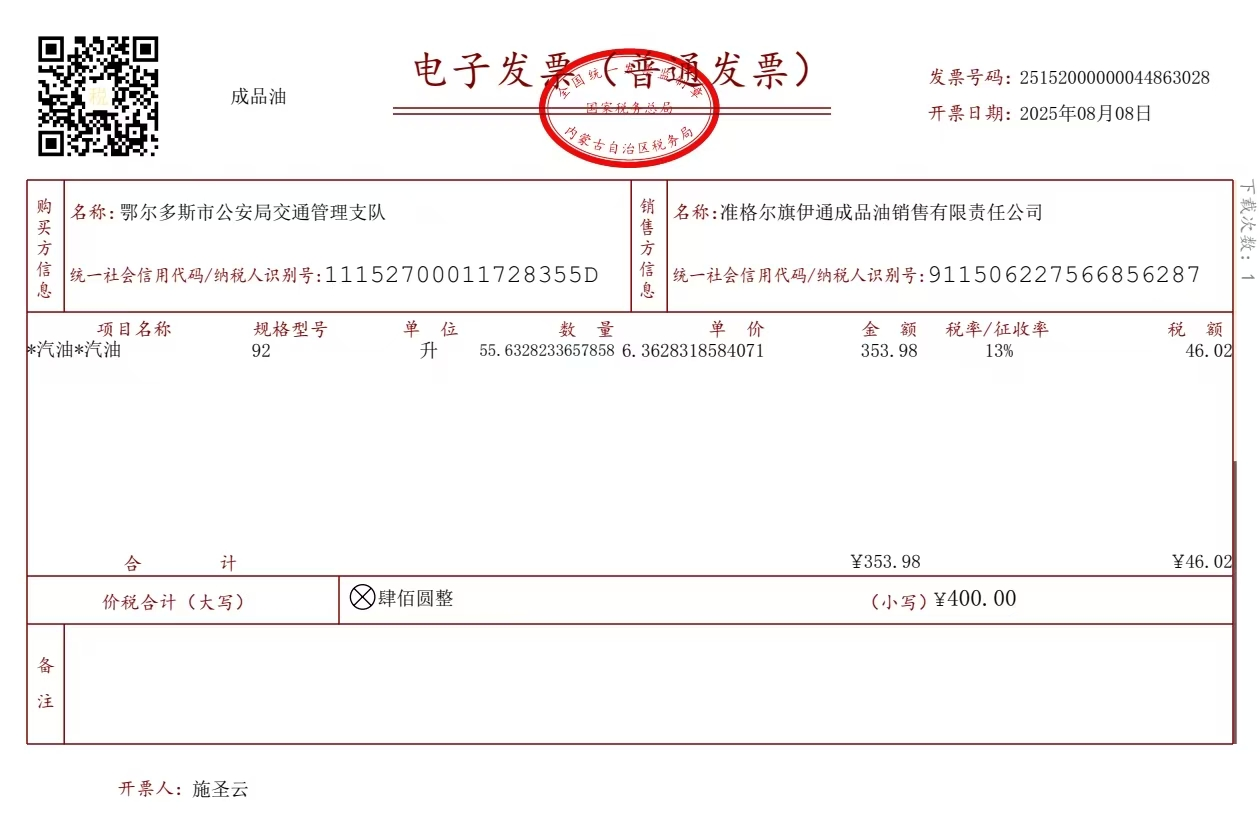 电子发票（普通发票）
成品油
税
全国统一发票监制章
国家税务总局
内蒙古自治区税务局
发票号码：25152000000044863028
开票日期：2025年08月08日
购买方信息
名称：鄂尔多斯市公安局交通管理支队
统一社会信用代码/纳税人识别号：11152700011728355D
销售方信息
名称：准格尔旗伊通成品油销售有限责任公司
统一社会信用代码/纳税人识别号：911506227566856287
下载次数：1
项目名称 规格型号 单位 数量 单价 金额 税率/征收率 税额
*汽油*汽油 92 升 55.6328233657858 6.3628318584071 353.98 13% 46.02
合计 ¥353.98 ¥46.02
价税合计（大写） ⊗肆佰圆整 （小写）¥400.00
备注
开票人：施圣云